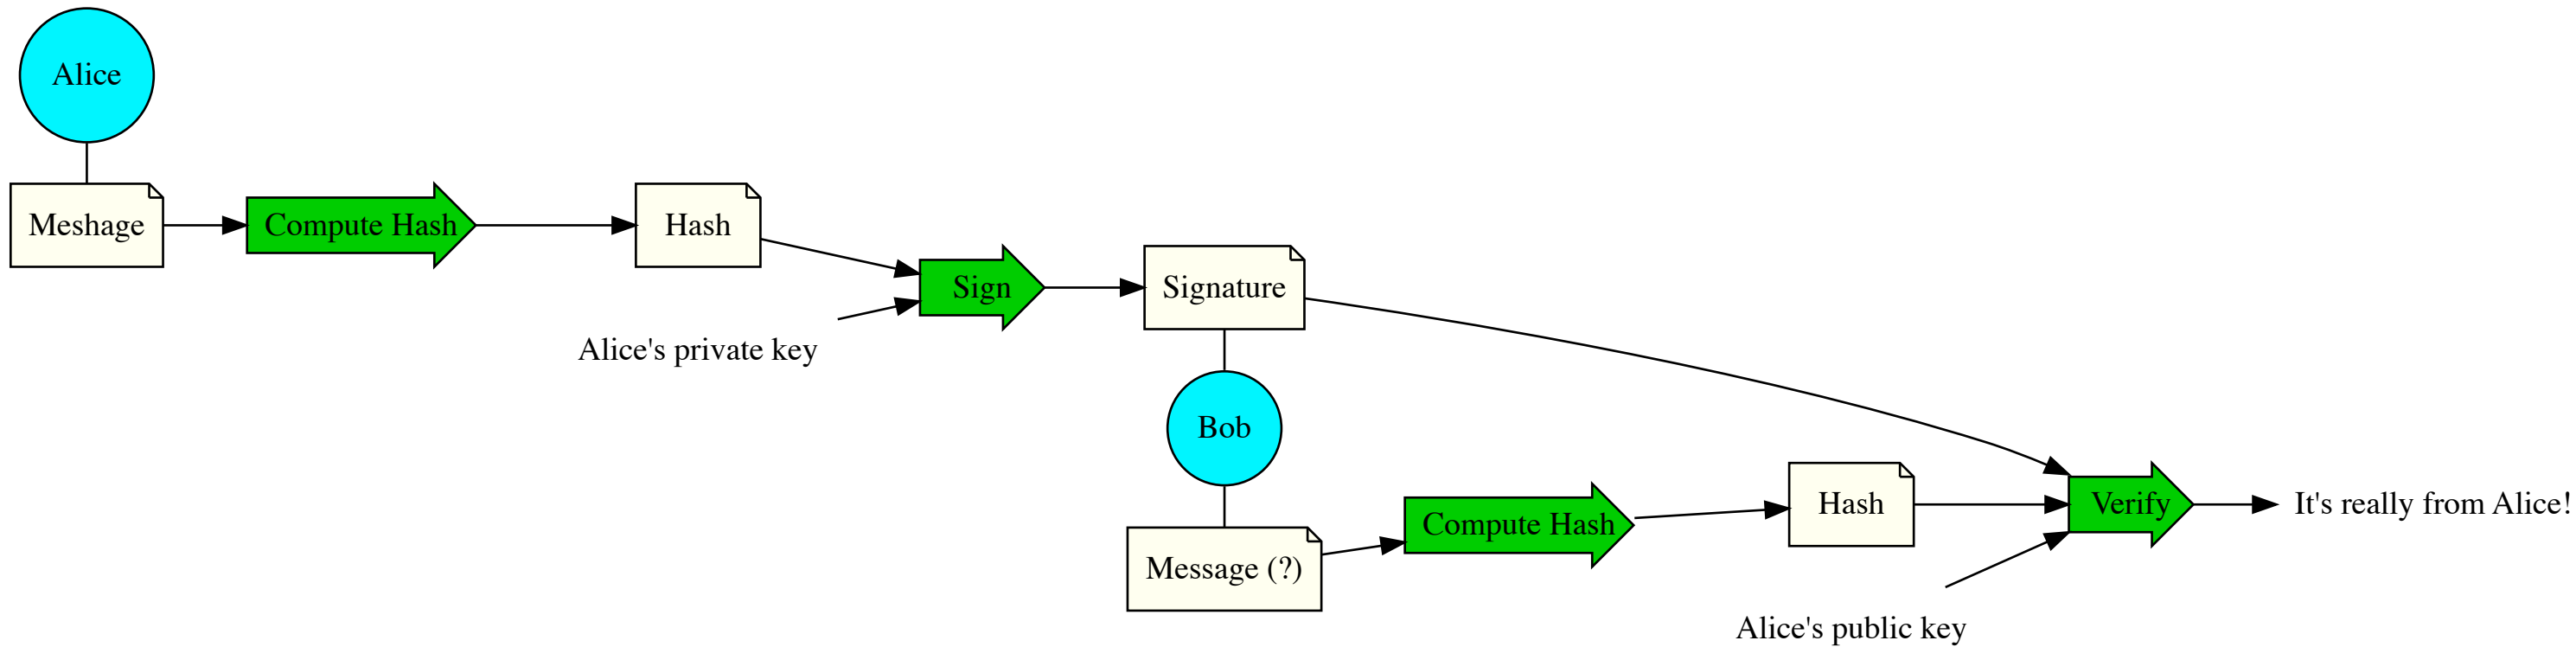 Alice
Meshage
Compute Hash
Hash
Alice's private key
Sign
Signature
Bob
Message (?)
Compute Hash
Hash
Alice's public key
Verify
It's really from Alice!